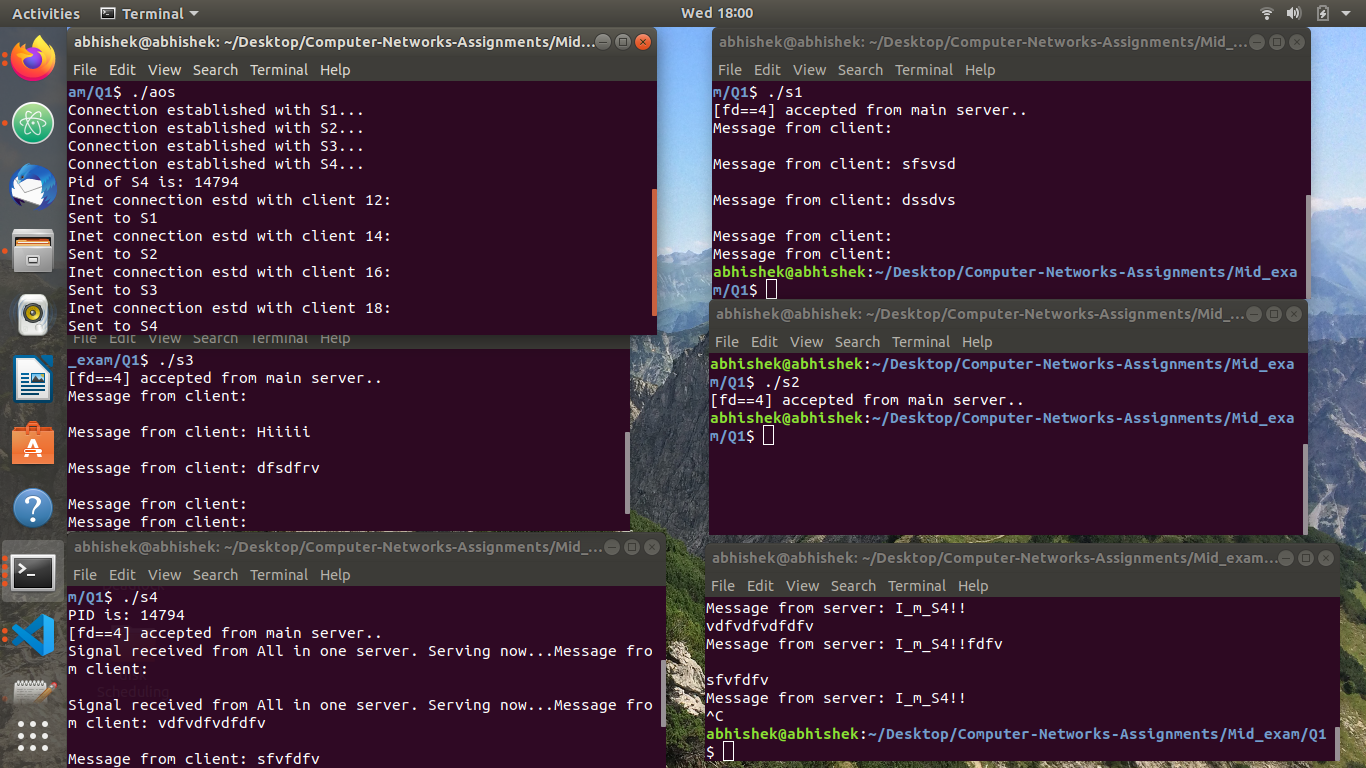 Activities Terminal Wed 18:00
abhishek@abhishek: ~/Desktop/Computer-Networks-Assignments/Mid...
File Edit View Search Terminal Help
am/Q1$ ./aos
Connection established with S1...
Connection established with S2...
Connection established with S3...
Connection established with S4...
Pid of S4 is: 14794
Inet connection estd with client 12:
Sent to S1
Inet connection estd with client 14:
Sent to S2
Inet connection estd with client 16:
Sent to S3
Inet connection estd with client 18:
Sent to S4
abhishek@abhishek: ~/Desktop/Computer-Networks-Assignments/Mid_...
File Edit View Search Terminal Help
m/Q1$ ./s1
[fd==4] accepted from main server..
Message from client:
Message from client: sfsvsd
Message from client: dssdvs
Message from client:
Message from client:
abhishek@abhishek:~/Desktop/Computer-Networks-Assignments/Mid_exa
m/Q1$
File Edit View Search Terminal Help
_exam/Q1$ ./s3
[fd==4] accepted from main server..
Message from client:
Message from client: Hiiiii
Message from client: dfsdfrv
Message from client:
Message from client:
abhishek@abhishek: ~/Desktop/Computer-Networks-Assignments/Mid_...
File Edit View Search Terminal Help
abhishek@abhishek:~/Desktop/Computer-Networks-Assignments/Mid_exa
m/Q1$ ./s2
[fd==4] accepted from main server..
abhishek@abhishek:~/Desktop/Computer-Networks-Assignments/Mid_exa
m/Q1$
abhishek@abhishek: ~/Desktop/Computer-Networks-Assignments/Mid_...
File Edit View Search Terminal Help
m/Q1$ ./s4
PID is: 14794
[fd==4] accepted from main server..
Signal received from All in one server. Serving now...Message fro
m client:
Scheduling
Signal received from All in one server. Serving now...Message fro
m client: vdfvdfvdfdfv
Message from client: sfvfdfv
abhishek@abhishek: ~/Desktop/Computer-Networks-Assignments/Mid_exam...
File Edit View Search Terminal Help
Message from server: I_m_S4!!
vdfvdfvdfdfv
Message from server: I_m_S4!!fdfv
sfvfdfv
Message from server: I_m_S4!!
^C
abhishek@abhishek:~/Desktop/Computer-Networks-Assignments/Mid_exam/Q1
$